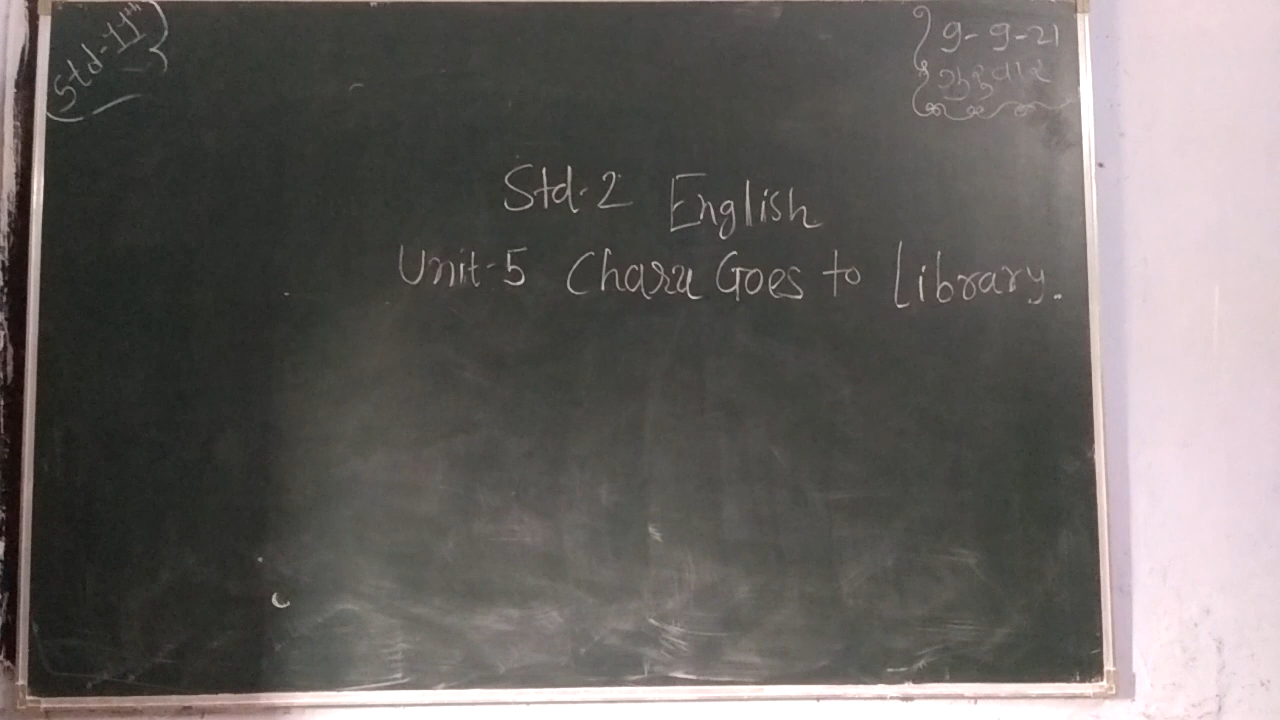 Std-11th
9-9-21
ગુરુવાર
Std-2 English
Unit-5 Charu Goes to Library.